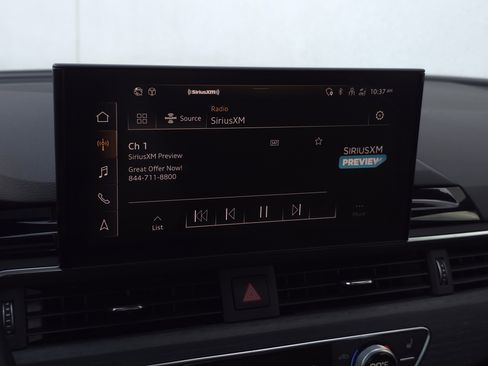 ((SiriusXM))
10:37 AM
Radio
Source
SiriusXM
Ch 1
SiriusXM Preview
Great Offer Now!
844-711-8800
SIRIUSXM
PREVIEW
List
More